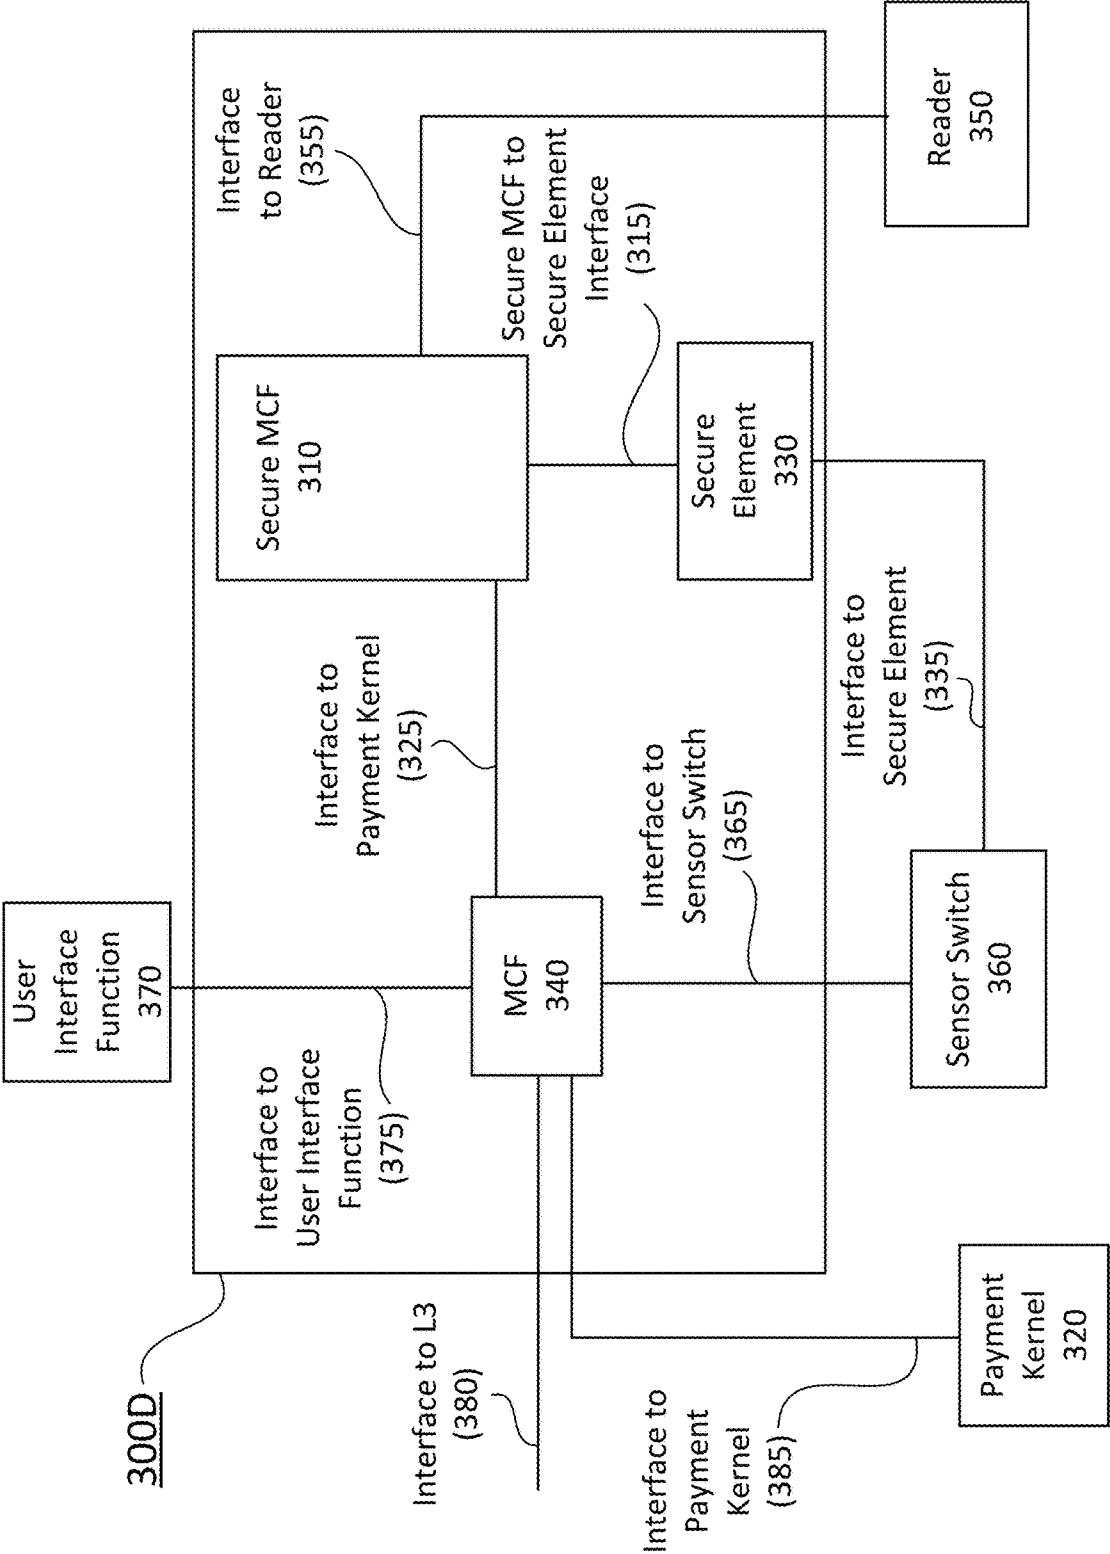 300D
User
Interface
Function
370
Interface to
User Interface
Function
(375)
Interface to L3
(380)
Interface to
Payment
Kernel
(385)
Payment
Kernel
320
MCF
340
Interface to
Payment Kernel
(325)
Interface to
Sensor Switch
(365)
Sensor Switch
360
Interface to
Secure Element
(335)
Secure MCF
310
Secure MCF to
Secure Element
Interface
(315)
Secure
Element
330
Interface
to Reader
(355)
Reader
350